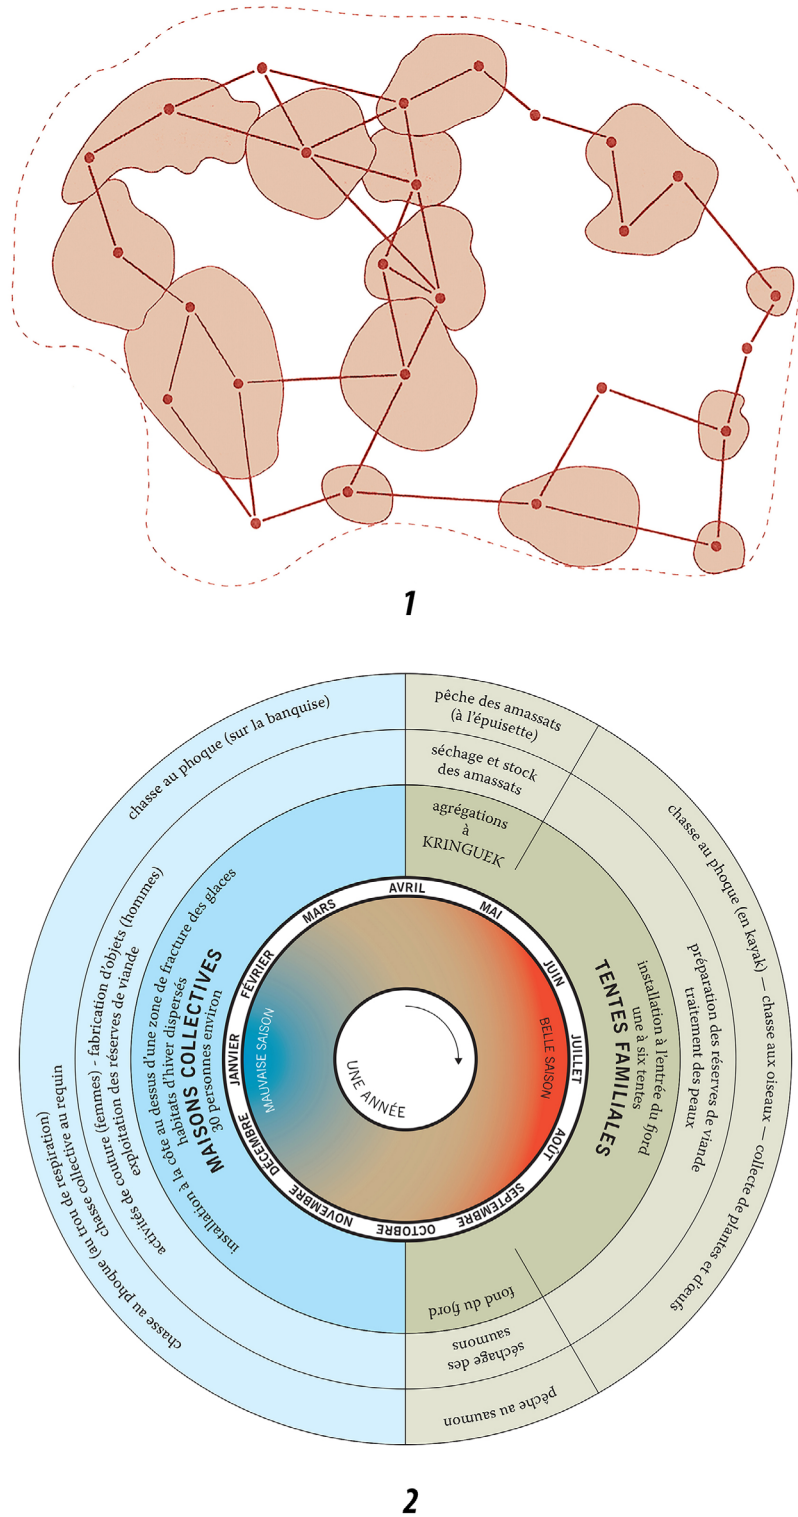 1
chasse au phoque (sur la banquise)
pêche des amassats
(à l'épuisette)
séchage et stock
des amassats
agrégations
à
KRINGUEK
chasse au phoque (en kayak) — chasse aux oiseaux — collecte de plantes et d'œufs
préparation des réserves de viande
traitement des peaux
installation à l'entrée du fjord
une à six tentes
TENTES FAMILIALES
fond du fjord
séchage des
saumons
pêche au saumon
chasse au phoque (au trou de respiration)
chasse collective au requin
activités de couture (femmes) - fabrication d'objets (hommes)
exploitation des réserves de viande
installation à la côte au dessus d'une zone de fracture des glaces
habitats d'hiver dispersés
30 personnes environ
MAISONS COLLECTIVES
JANVIER
FÉVRIER
MARS
AVRIL
MAI
JUIN
JUILLET
AOÛT
SEPTEMBRE
OCTOBRE
NOVEMBRE
DÉCEMBRE
MAUVAISE SAISON
BELLE SAISON
UNE ANNÉE
2